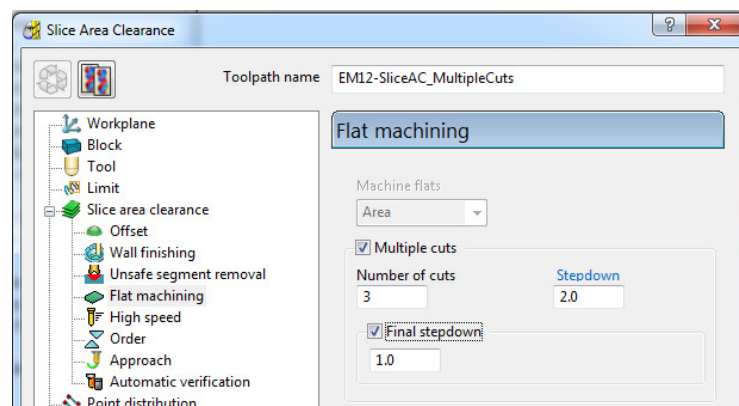 Slice Area Clearance
Toolpath name EM12-SliceAC_MultipleCuts
Workplane
Block
Tool
Limit
Slice area clearance
Offset
Wall finishing
Unsafe segment removal
Flat machining
High speed
Order
Approach
Automatic verification
Point distribution
Flat machining
Machine flats
Area
Multiple cuts
Number of cuts Stepdown
3 2.0
Final stepdown
1.0